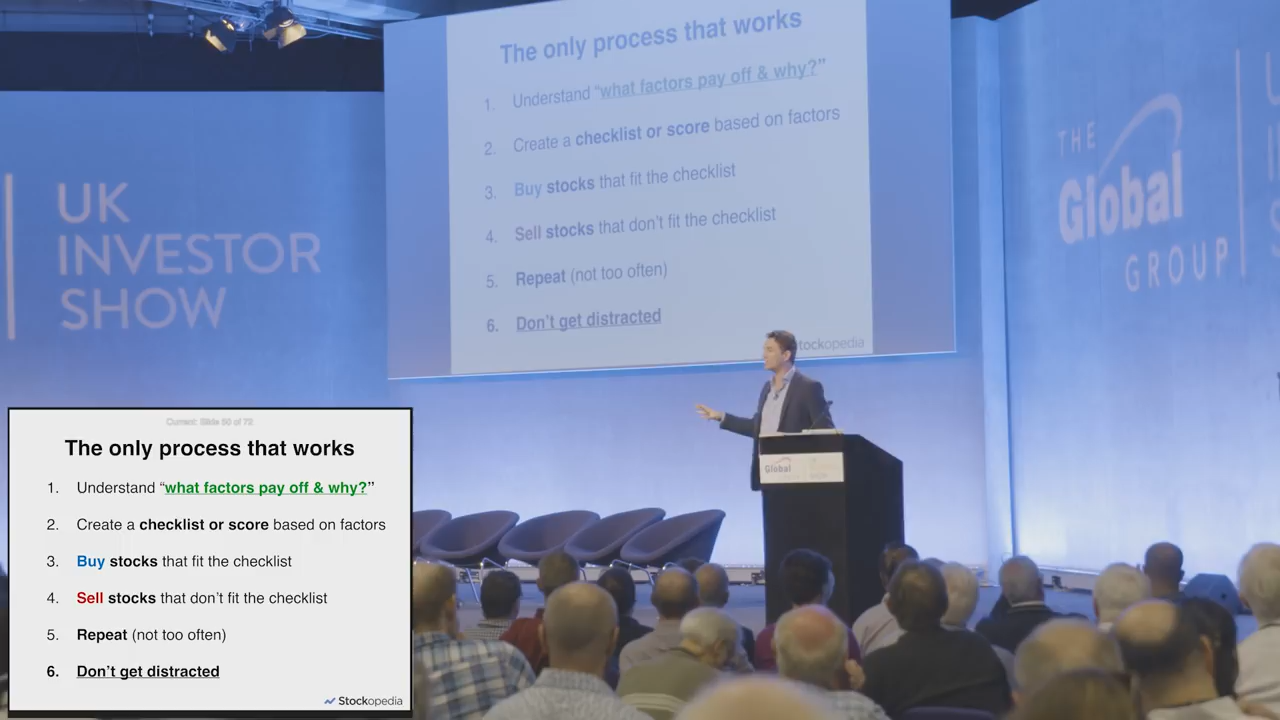 The only process that works
1. Understand “what factors pay off & why?”
2. Create a checklist or score based on factors
3. Buy stocks that fit the checklist
4. Sell stocks that don’t fit the checklist
5. Repeat (not too often)
6. Don’t get distracted
Stockopedia
UK
INVESTOR
SHOW
THE
Global
GROUP
Global
Current: Slide 50 of 72
The only process that works
1. Understand “what factors pay off & why?”
2. Create a checklist or score based on factors
3. Buy stocks that fit the checklist
4. Sell stocks that don’t fit the checklist
5. Repeat (not too often)
6. Don’t get distracted
Stockopedia